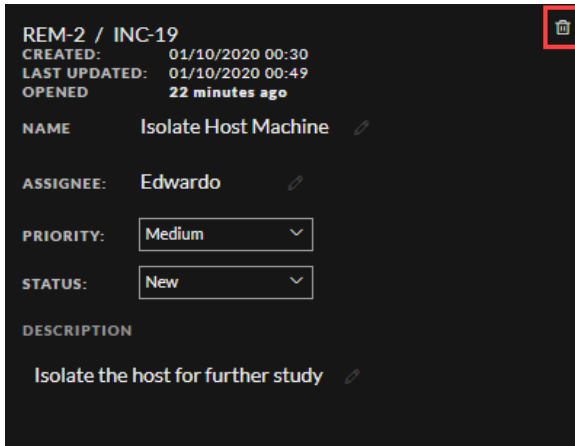 REM-2 / INC-19
CREATED: 01/10/2020 00:30
LAST UPDATED: 01/10/2020 00:49
OPENED 22 minutes ago
NAME Isolate Host Machine
ASSIGNEE: Edwardo
PRIORITY: Medium
STATUS: New
DESCRIPTION
Isolate the host for further study